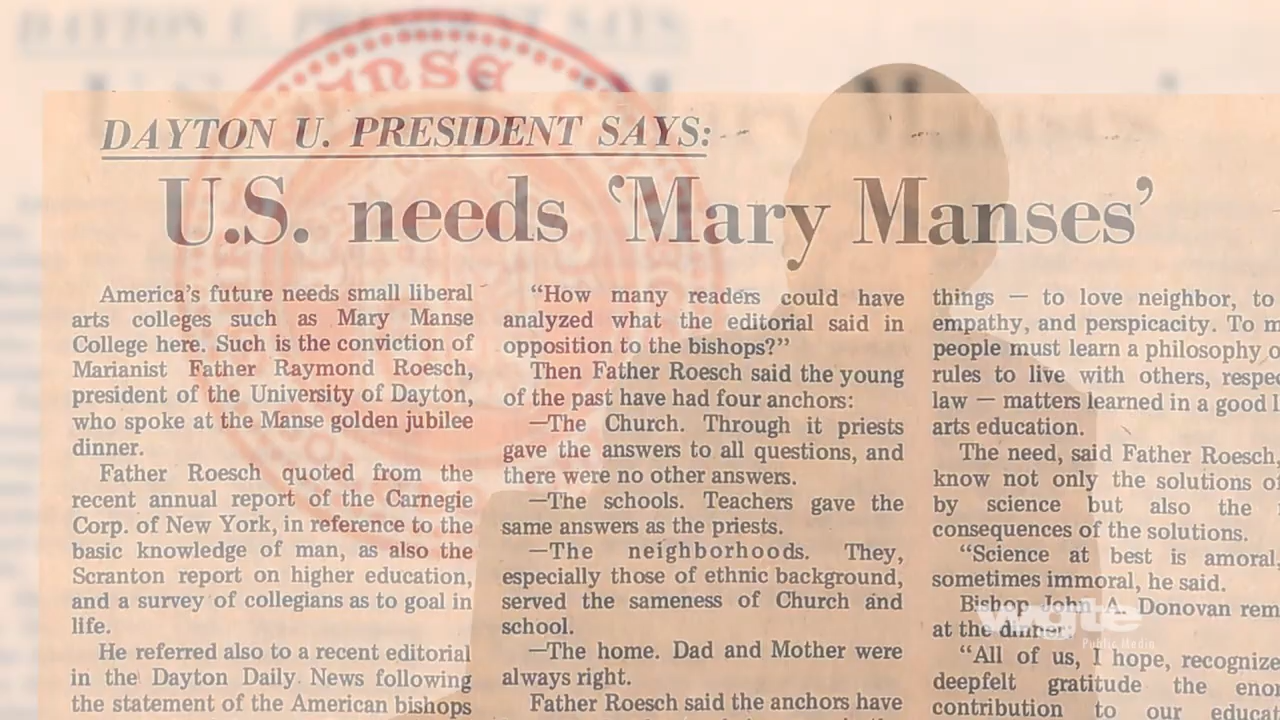 DAYTON U. PRESIDENT SAYS:
U.S. needs ‘Mary Manses’
America’s future needs small liberal
arts colleges such as Mary Manse
College here. Such is the conviction of
Marianist Father Raymond Roesch,
president of the University of Dayton,
who spoke at the Manse golden jubilee
dinner.
Father Roesch quoted from the
recent annual report of the Carnegie
Corp. of New York, in reference to the
basic knowledge of man, as also the
Scranton report on higher education,
and a survey of collegians as to goal in
life.
He referred also to a recent editorial
in the Dayton Daily News following
the statement of the American bishops
“How many readers could have
analyzed what the editorial said in
opposition to the bishops?”
Then Father Roesch said the young
of the past have had four anchors:
—The Church. Through it priests
gave the answers to all questions, and
there were no other answers.
—The schools. Teachers gave the
same answers as the priests.
—The neighborhoods. They,
especially those of ethnic background,
served the sameness of Church and
school.
—The home. Dad and Mother were
always right.
Father Roesch said the anchors have
things — to love neighbor, to
empathy, and perspicacity. To
people must learn a philosophy
rules to live with others,
law — matters learned in a good
arts education.
The need, said Father Roesch,
know not only the solutions
by science but also the
consequences of the solutions.
“Science at best is amoral,
sometimes immoral, he said.
Bishop John A. Donovan
at the dinner:
“All of us, I hope, recognize
deepfelt gratitude the
contribution to our
MANSE
wgte
Public Media